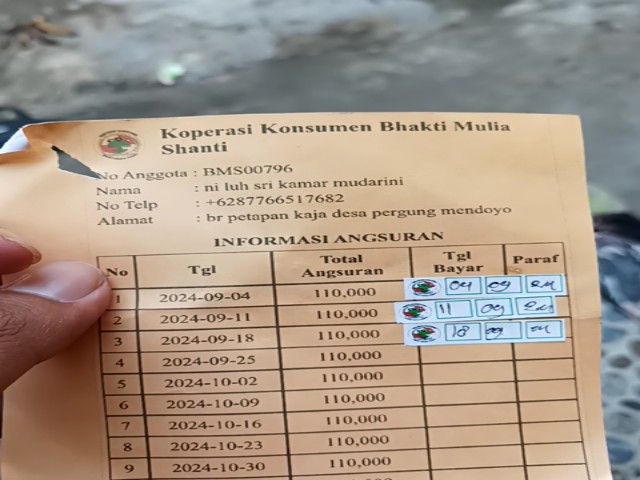 Koperasi Konsumen Bhakti Mulia
Shanti
No Anggota : BMS00796
Nama : ni luh sri kamar mudarini
No Telp : +6287766517682
Alamat : br petapan kaja desa pergung mendoyo
INFORMASI ANGSURAN
No Tgl Total Angsuran Tgl Bayar Paraf
1 2024-09-04 110,000 04 09 24
2 2024-09-11 110,000 11 09 24
3 2024-09-18 110,000 18 09 24
4 2024-09-25 110,000
5 2024-10-02 110,000
6 2024-10-09 110,000
7 2024-10-16 110,000
8 2024-10-23 110,000
9 2024-10-30 110,000